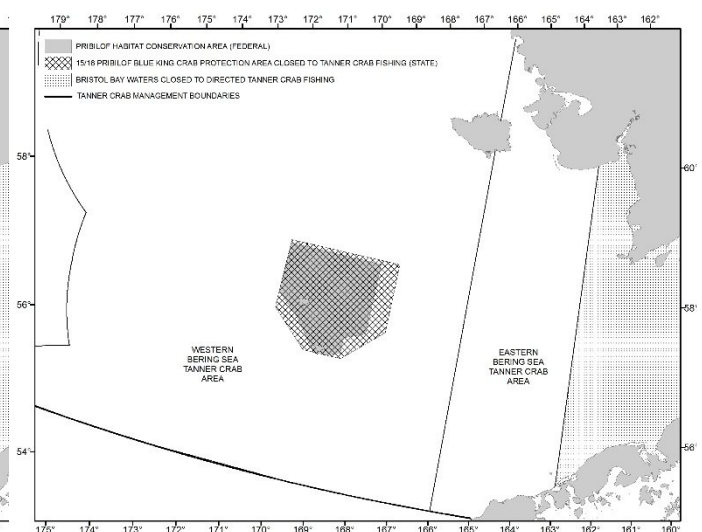 179° 178° 177° 176° 175° 174° 173° 172° 171° 170° 169° 168° 167° 166° 165° 164° 163° 162°
PRIBILOF HABITAT CONSERVATION AREA (FEDERAL)
15/16 PRIBILOF BLUE KING CRAB PROTECTION AREA CLOSED TO TANNER CRAB FISHING (STATE)
BRISTOL BAY WATERS CLOSED TO DIRECTED TANNER CRAB FISHING
TANNER CRAB MANAGEMENT BOUNDARIES
58°
60°
56°
58°
WESTERN
BERING SEA
TANNER CRAB
AREA
EASTERN
BERING SEA
TANNER CRAB
AREA
54°
56°
175° 174° 173° 172° 171° 170° 169° 168° 167° 166° 165° 164° 163° 162° 161° 160°